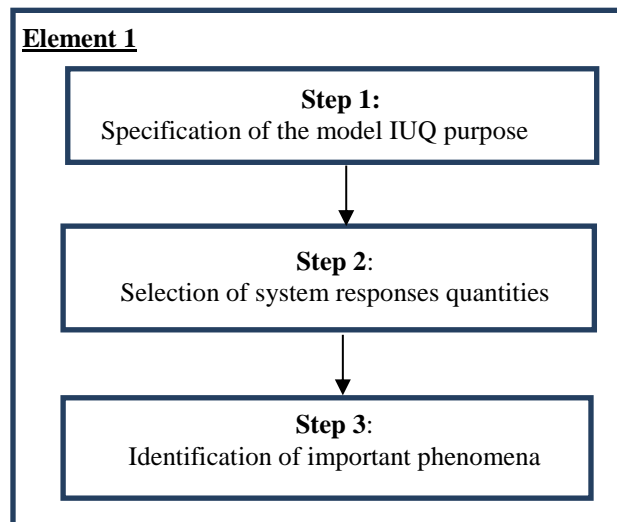 Element 1
Step 1:
Specification of the model IUQ purpose
Step 2:
Selection of system responses quantities
Step 3:
Identification of important phenomena